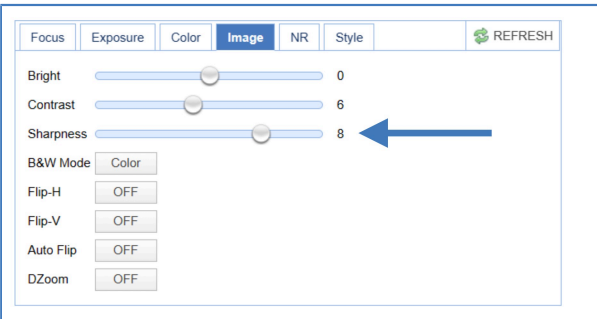 Focus Exposure Color Image NR Style REFRESH
Bright 0
Contrast 6
Sharpness 8
B&W Mode Color
Flip-H OFF
Flip-V OFF
Auto Flip OFF
DZoom OFF